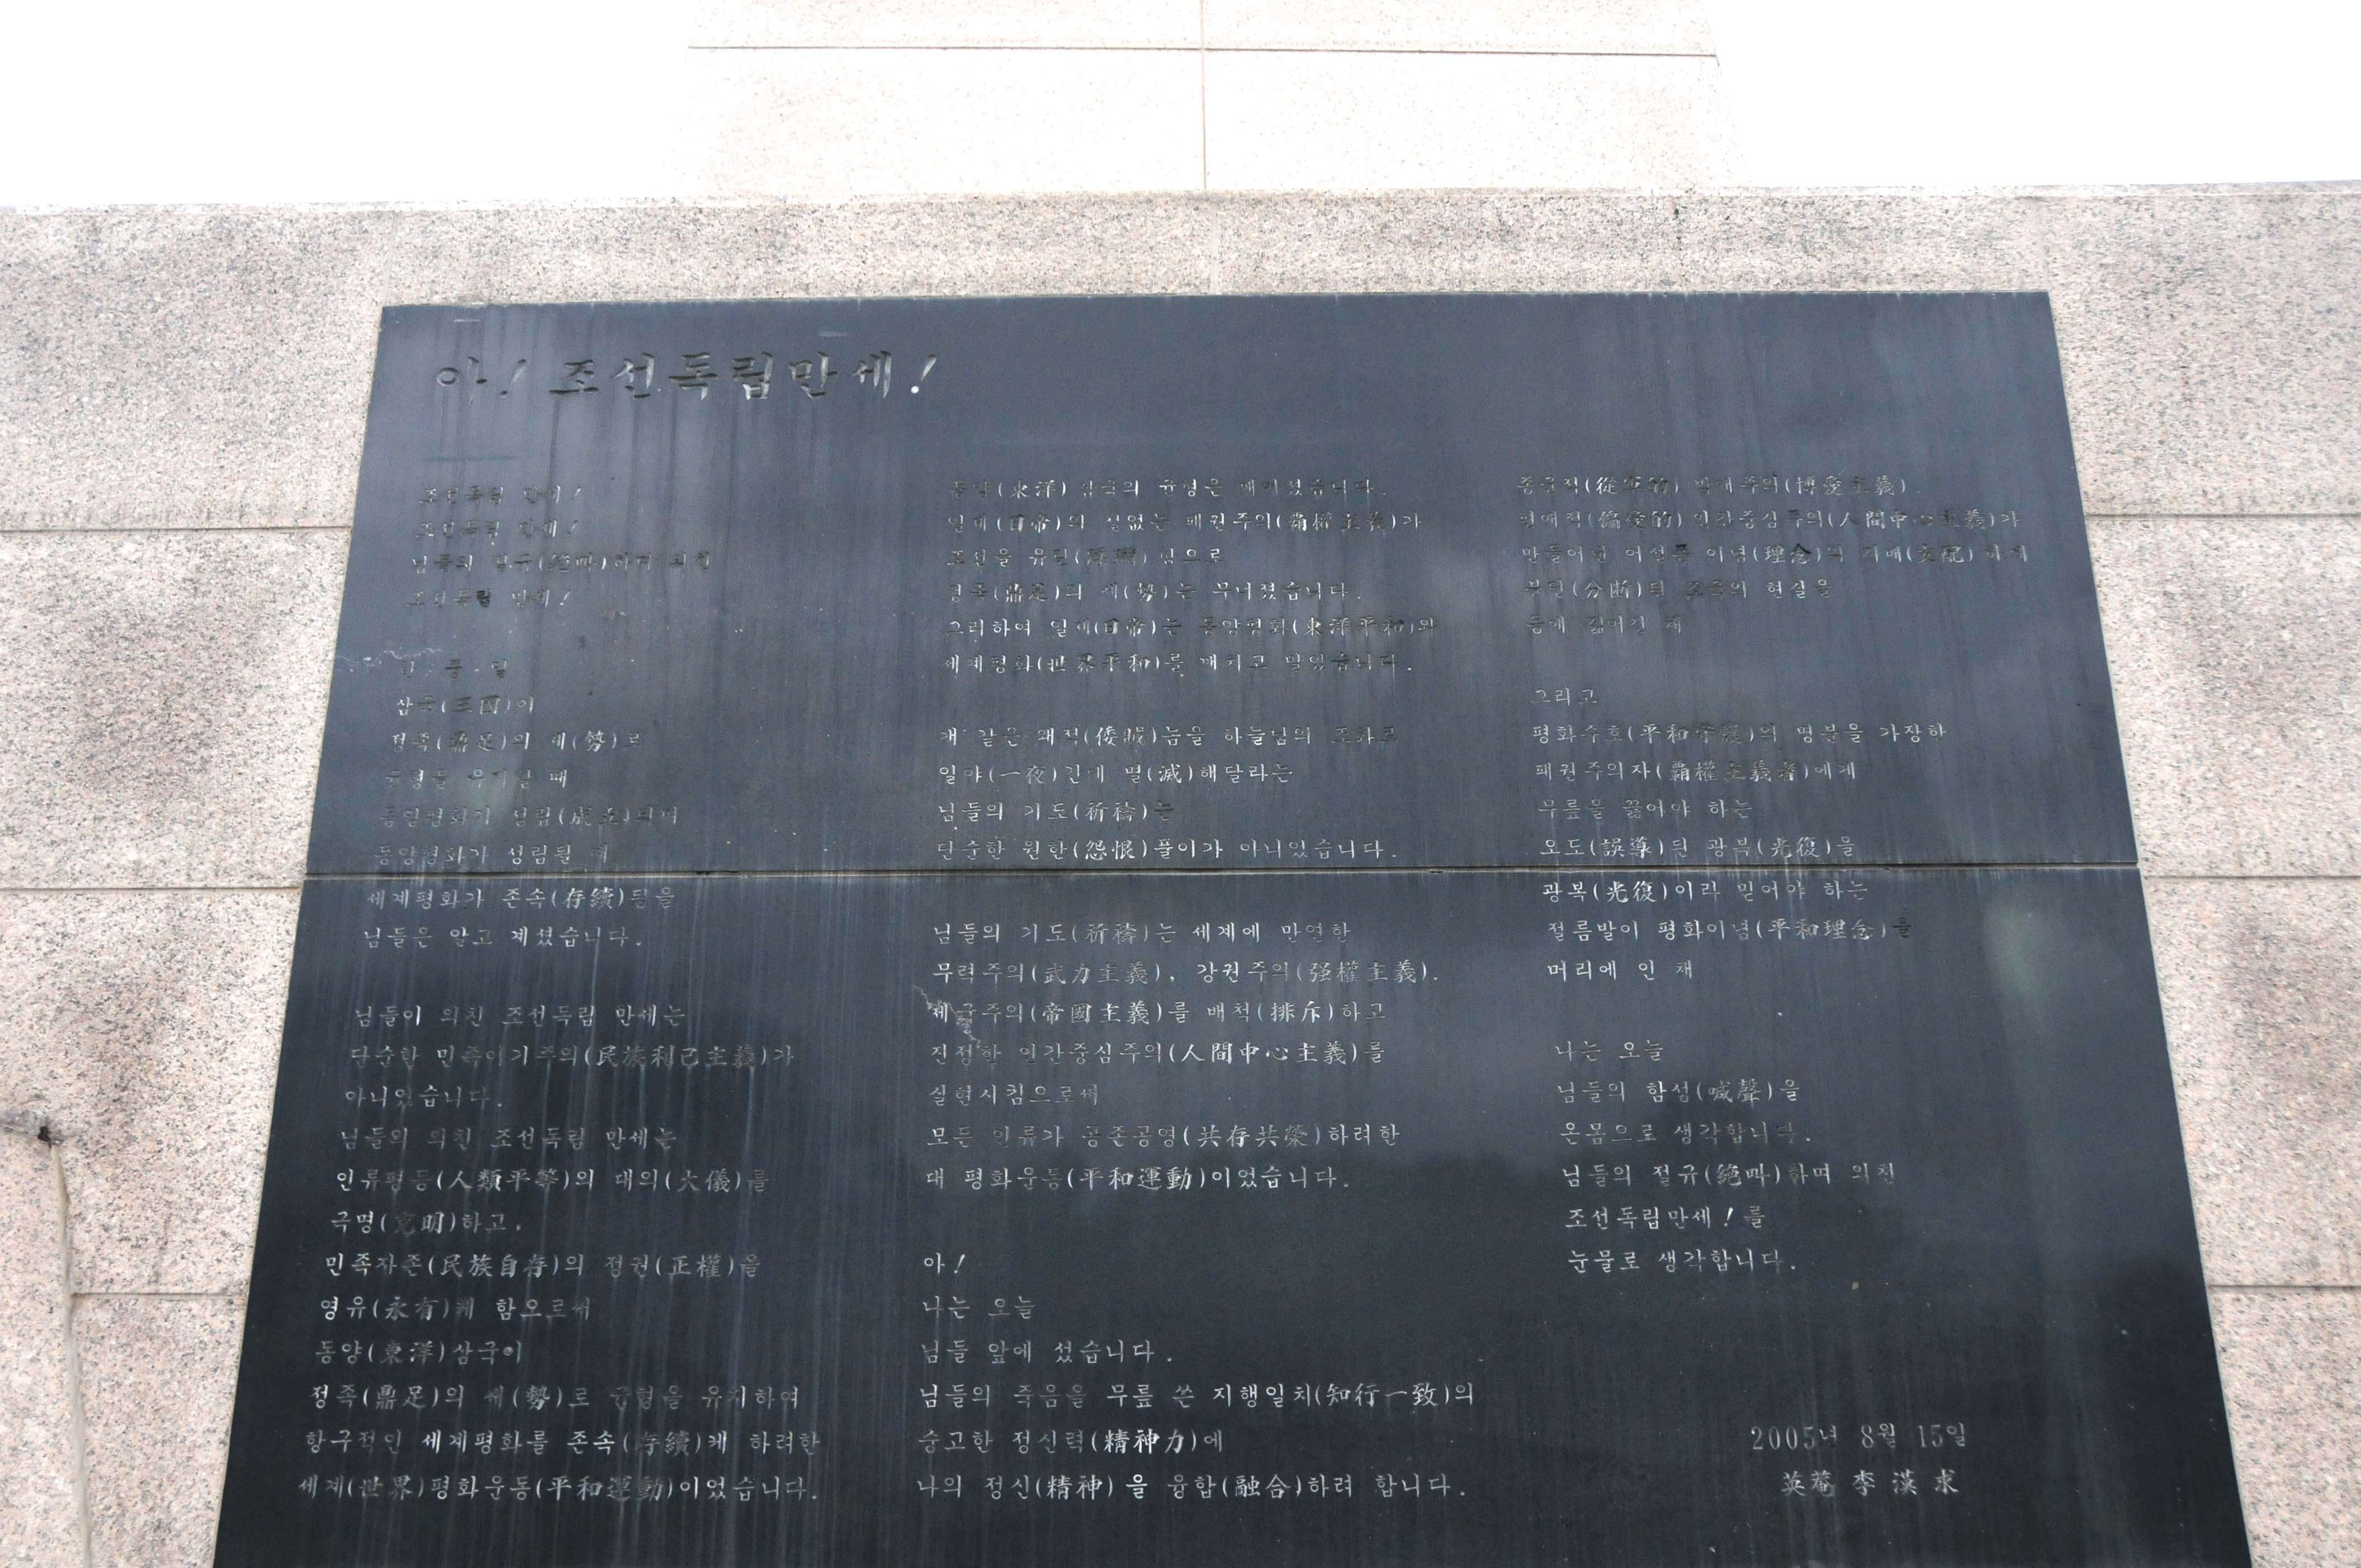 아! 조선독립만세!
조선독립 만세!
조선독립 만세!
님들의 절규(絶叫)하며 외친
조선독립 만세!
한 중 일
삼국(三國)이
정족(鼎足)의 세(勢)로
균형을 유지할 때
동양평화가 성립될 때
세계평화가 존속(存續)됨을
님들은 알고 계셨습니다.
님들이 외친 조선독립 만세는
단순한 민족이기주의(民族利己主義)가
아니었습니다.
님들의 외친 조선독립 만세는
인류평등(人類平等)의 대의(大儀)를
극명(克明)하고,
민족자존(民族自存)의 정권(正權)을
영유(永有)케 함으로써
동양(東洋)삼국이
정족(鼎足)의 세(勢)로 균형을 유지하여
항구적인 세계평화를 존속(存續)케 하려한
세계(世界)평화운동(平和運動)이었습니다.
동양(東洋) 삼국의 균형은 깨어졌습니다.
일제(日帝)의 패권주의(覇權主義)가
조선을 유린(蹂躪)함으로
정족(鼎足)의 세(勢)는 무너졌습니다.
그리하여 일제(日帝)는 동양평화(東洋平和)와
세계평화(世界平和)를 깨치고 말았습니다.
개 같은 왜적(倭賊)놈을 하늘님의 조화로
일야(一夜)간에 멸(滅)해달라는
님들의 기도(祈禱)는
단순한 원한(怨恨)풀이가 아니었습니다.
님들의 기도(祈禱)는 세계에 만연한
무력주의(武力主義), 강권주의(强權主義).
제국주의(帝國主義)를 배척(排斥)하고
진정한 인간중심주의(人間中心主義)를
실현시킴으로써
모든 인류가 공존공영(共存共榮)하려한
대 평화운동(平和運動)이었습니다.
아!
나는 오늘
님들 앞에 섰습니다.
님들의 죽음을 무릎 쓴 지행일치(知行一致)의
숭고한 정신력(精神力)에
나의 정신(精神)을 융합(融合)하려 합니다.
박애주의(博愛主義)
편애적(偏愛的) 인간중심주의(人間中心主義)가
만들어낸 어설픈 이념(理念)의 지배(支配)하게
분단(分断)된 조국의 현실을
등에 짊어진 채
그리고
평화수호(平和守護)의 명분을 가장하
패권주의자(覇權主義者)에게
무릎을 꿇어야 하는
오도(誤導)된 광복(光復)을
광복(光復)이라 믿어야 하는
절름발이 평화이념(平和理念)을
머리에 인 채
나는 오늘
님들의 함성(喊聲)을
온몸으로 생각합니다.
님들의 절규(絶叫)하며 외친
조선독립만세!를
눈물로 생각합니다.
2005년 8월 15일
英菴 李漢求